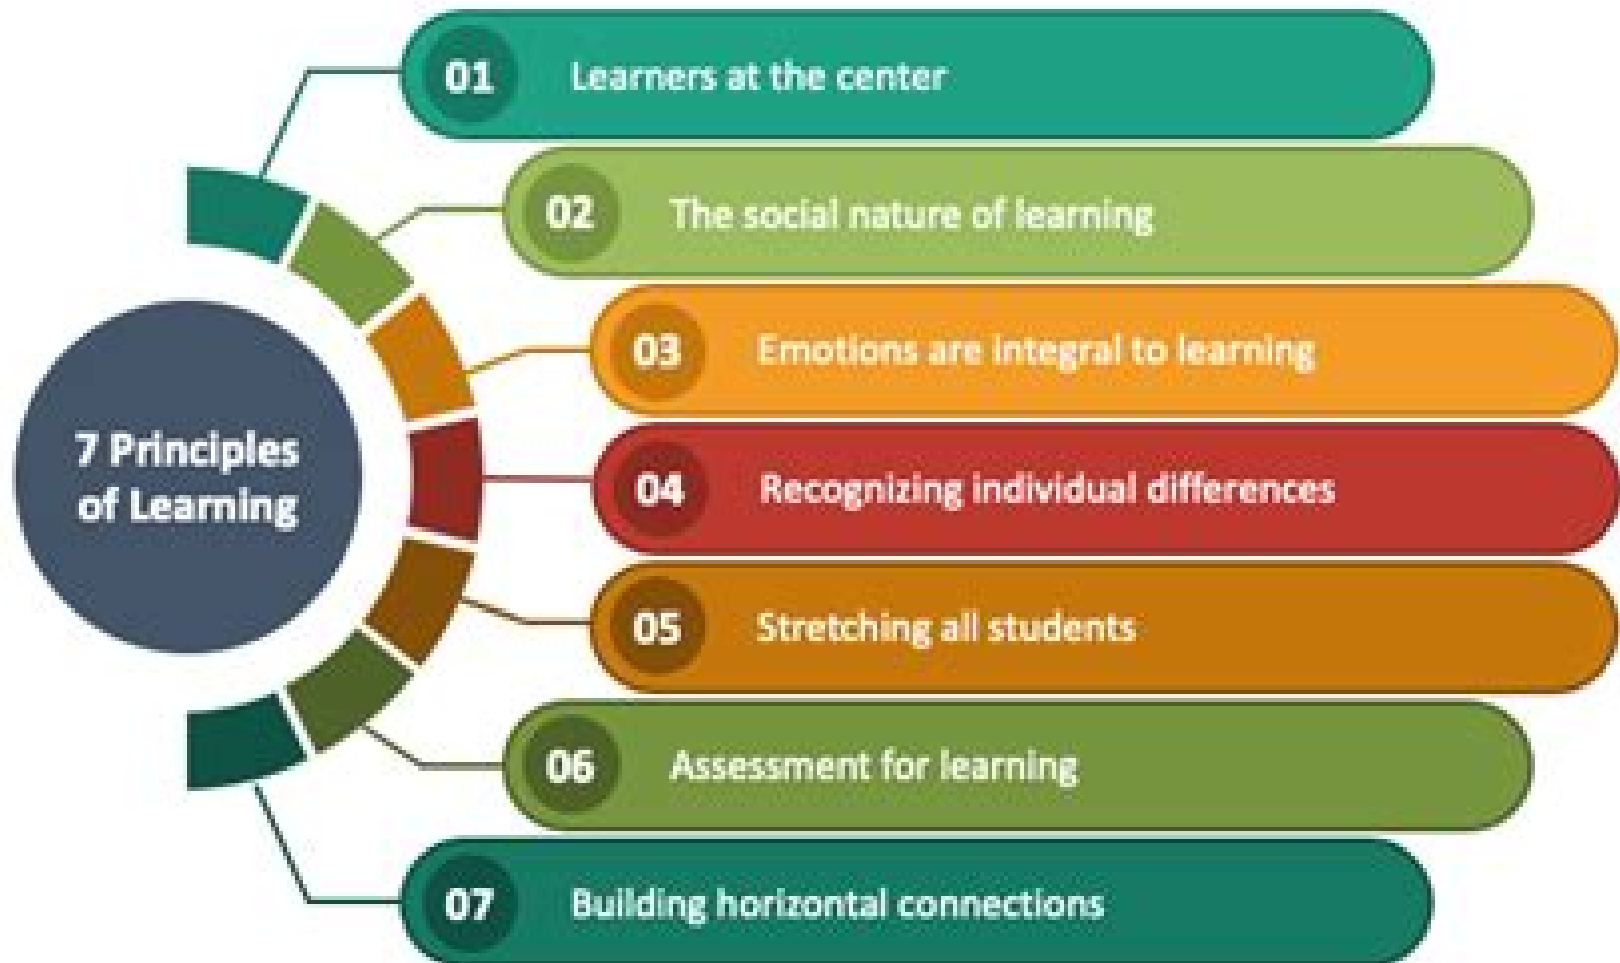 7 Principles
of Learning
01 Learners at the center
02 The social nature of learning
03 Emotions are integral to learning
04 Recognizing individual differences
05 Stretching all students
06 Assessment for learning
07 Building horizontal connections